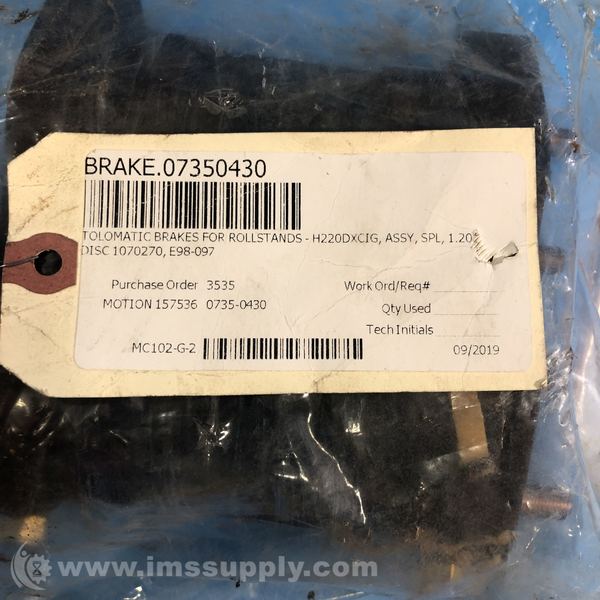 BRAKE.07350430
TOLOMATIC BRAKES FOR ROLLSTANDS - H220DXCIG, ASSY, SPL, 1.20
DISC 1070270, E98-097
Purchase Order 3535
Work Ord/Req#
MOTION 157536 0735-0430
Qty Used
Tech Initials
MC102-G-2
09/2019
www.imssupply.com